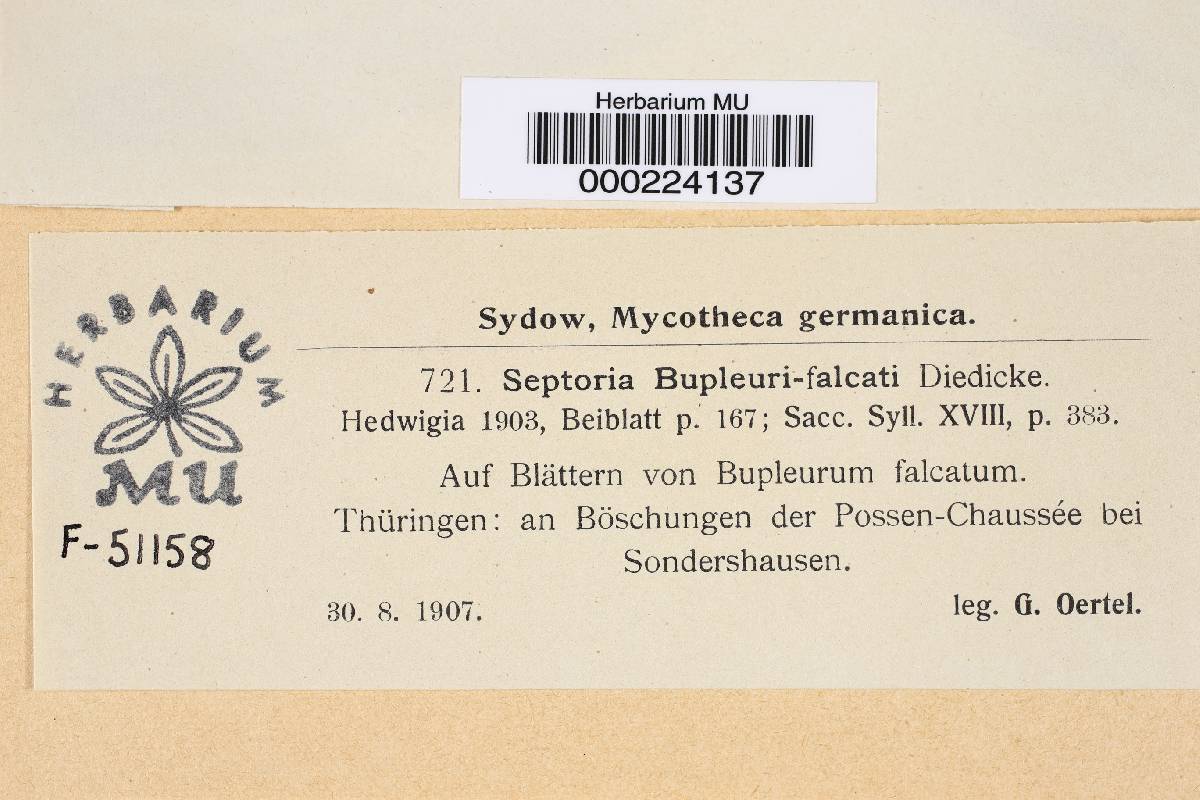 Herbarium MU
000224137
HERBARIUM
MU
F-51158
Sydow, Mycotheca germanica.
721. Septoria Bupleuri-falcati Diedicke.
Hedwigia 1903, Beiblatt p. 167; Sacc. Syll. XVIII, p. 383.
Auf Blättern von Bupleurum falcatum.
Thüringen: an Böschungen der Possen-Chaussée bei
Sondershausen.
30. 8. 1907.
leg. G. Oertel.